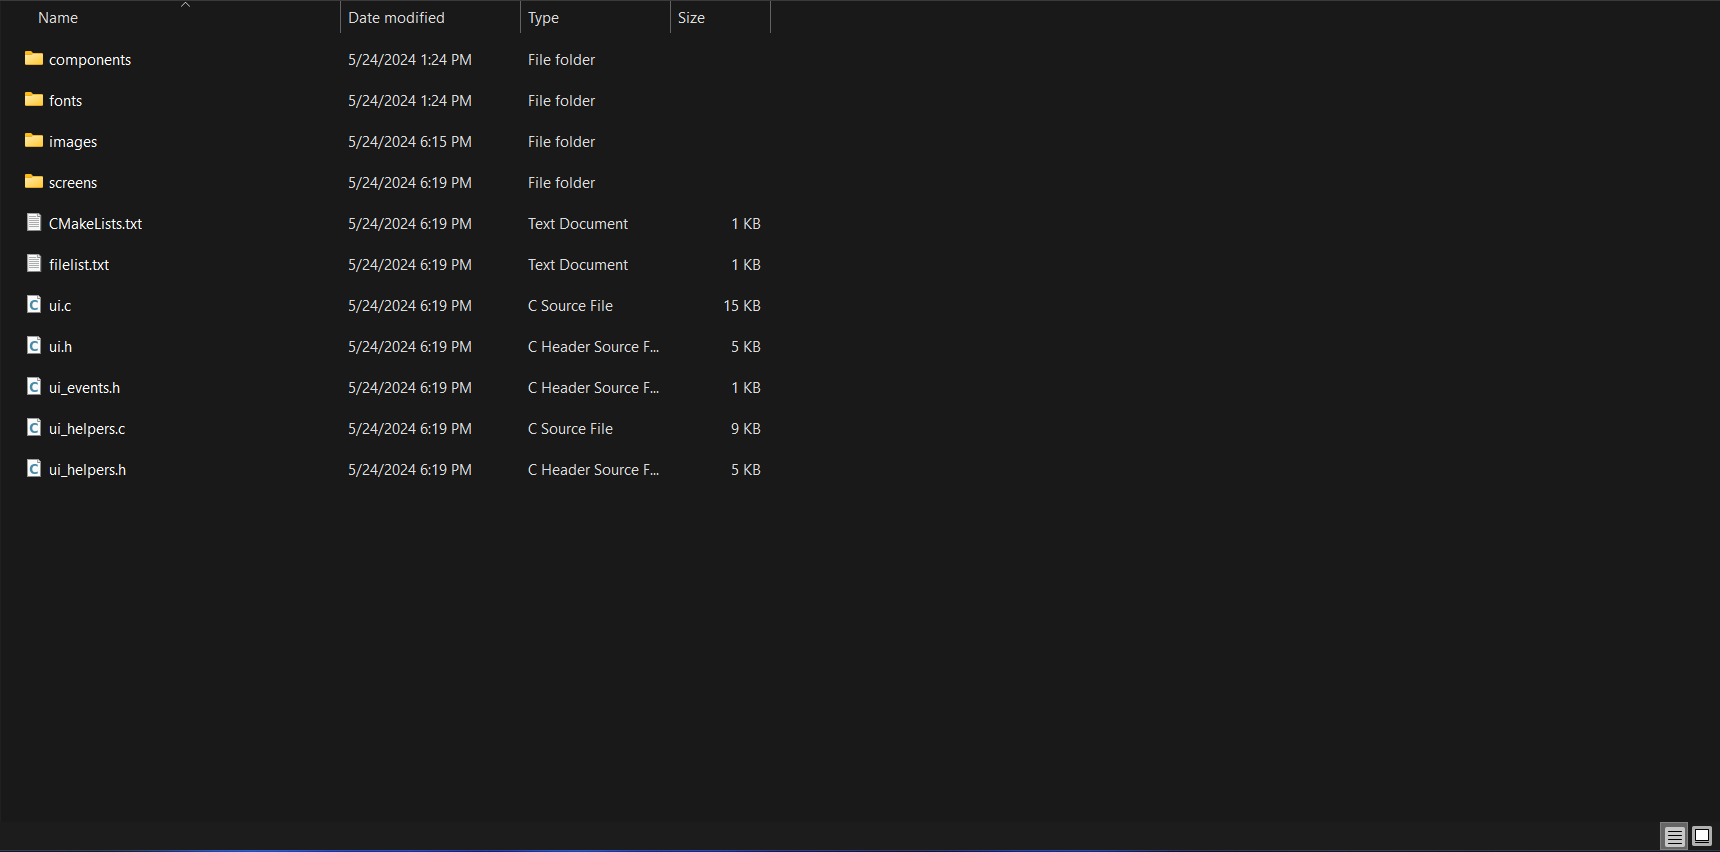 Name Date modified Type Size
components 5/24/2024 1:24 PM File folder
fonts 5/24/2024 1:24 PM File folder
images 5/24/2024 6:15 PM File folder
screens 5/24/2024 6:19 PM File folder
CMakeLists.txt 5/24/2024 6:19 PM Text Document 1 KB
filelist.txt 5/24/2024 6:19 PM Text Document 1 KB
ui.c 5/24/2024 6:19 PM C Source File 15 KB
ui.h 5/24/2024 6:19 PM C Header Source F... 5 KB
ui_events.h 5/24/2024 6:19 PM C Header Source F... 1 KB
ui_helpers.c 5/24/2024 6:19 PM C Source File 9 KB
ui_helpers.h 5/24/2024 6:19 PM C Header Source F... 5 KB